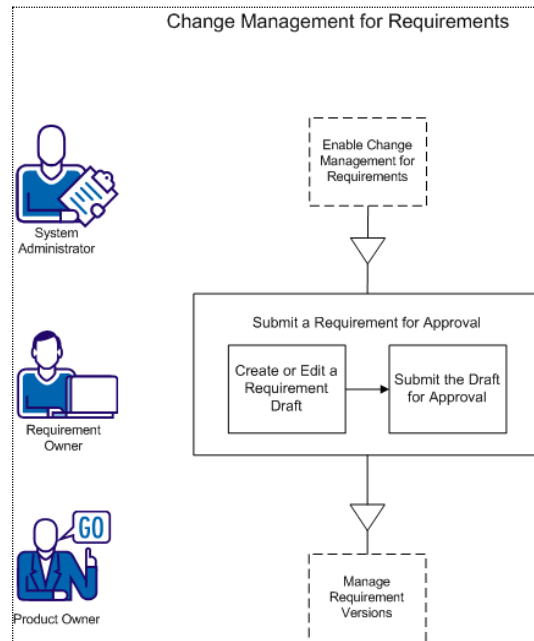 Change Management for Requirements
Enable Change
Management for
Requirements
System
Administrator
Submit a Requirement for Approval
Create or Edit a
Requirement
Draft
Submit the Draft
for Approval
Requirement
Owner
GO
Product Owner
Manage
Requirement
Versions